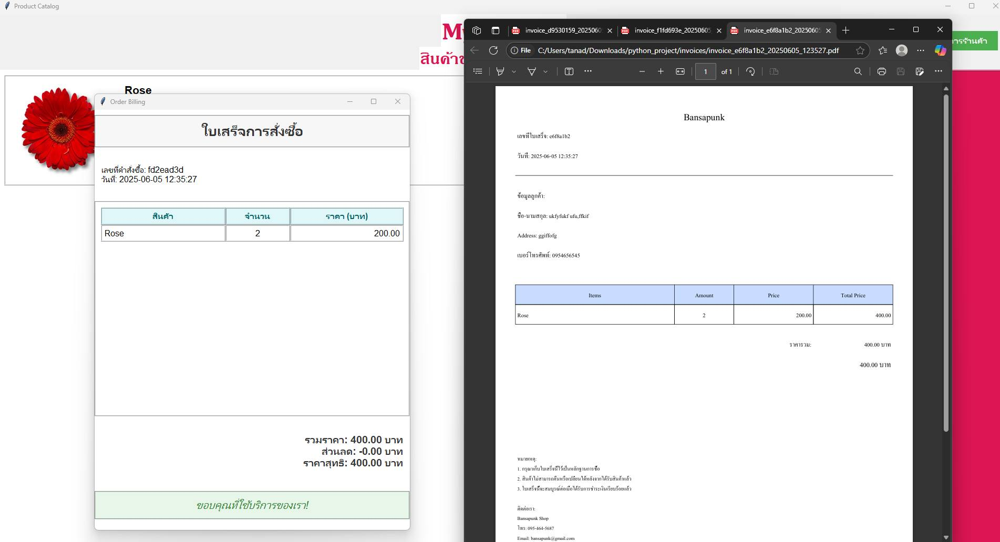 Product Catalog
My
สินค้า
การร้านค้า
Rose
Order Billing
ใบเสร็จการสั่งซื้อ
เลขที่คำสั่งซื้อ: fd2ead3d
วันที่: 2025-06-05 12:35:27
สินค้า จำนวน ราคา (บาท)
Rose 2 200.00
รวมราคา: 400.00 บาท
ส่วนลด: -0.00 บาท
ราคาสุทธิ: 400.00 บาท
ขอบคุณที่ใช้บริการของเรา!
invoice_d9530159_2025060 invoice_f1fd693e_20250605_ invoice_e6f8a1b2_20250605
File C:/Users/tanad/Downloads/python_project/invoices/invoice_e6f8a1b2_20250605_123527.pdf
1 of 1
Bansapunk
เลขที่ใบเสร็จ: e6f8a1b2
วันที่: 2025-06-05 12:35:27
ข้อมูลลูกค้า:
ชื่อ-นามสกุล: ukfyfukf ufu,ffkif
Address: ggiffofg
เบอร์โทรศัพท์: 0954656545
Items Amount Price Total Price
Rose 2 200.00 400.00
ราคารวม: 400.00 บาท
400.00 บาท
หมายเหตุ:
1. กรุณาเก็บใบเสร็จนี้ไว้เป็นหลักฐานการซื้อ
2. สินค้าไม่สามารถคืนหรือเปลี่ยนได้หลังจากได้รับสินค้าแล้ว
3. ใบเสร็จนี้จะสมบูรณ์ต่อเมื่อได้รับการชำระเงินเรียบร้อยแล้ว
ติดต่อเรา:
Bansapunk Shop
โทร: 095-464-5687
Email: bansapunk@gmail.com